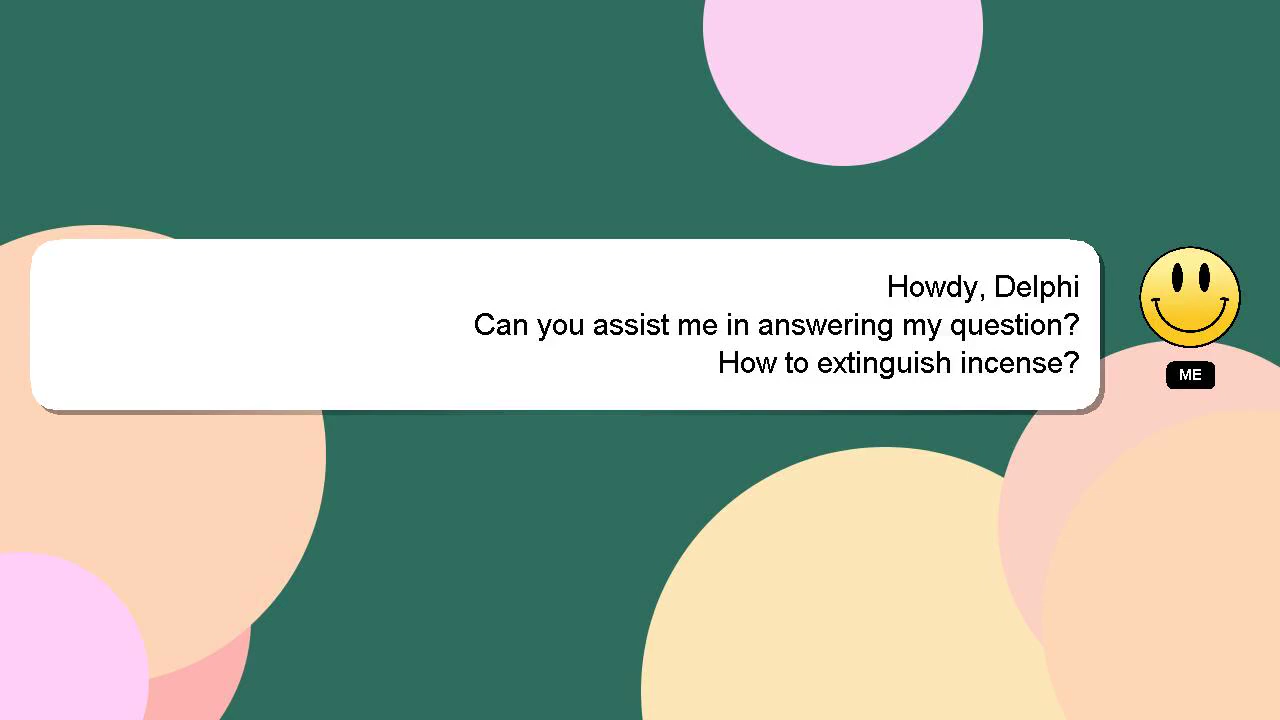 Howdy, Delphi
Can you assist me in answering my question?
How to extinguish incense?
ME